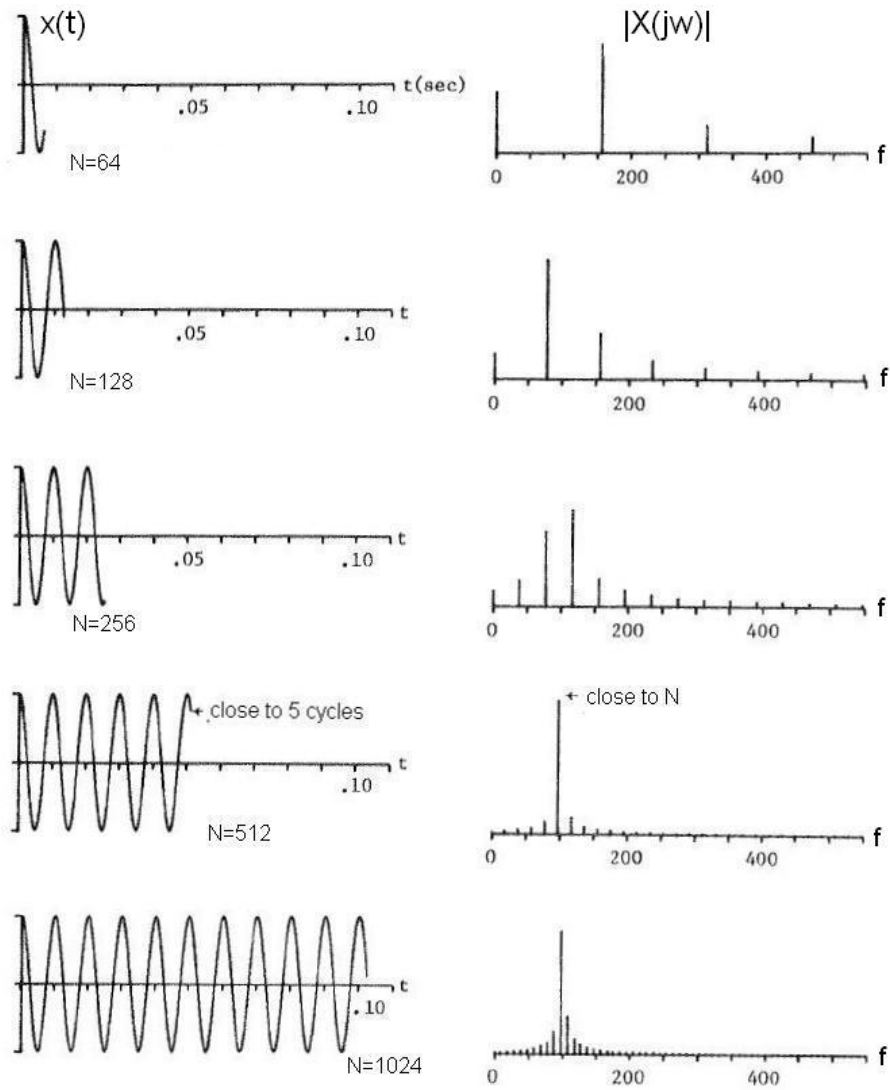 x(t) |X(jw)|
t(sec)
.05 .10
N=64
0 200 400 f
t
.05 .10
N=128
0 200 400 f
t
.05 .10
N=256
0 200 400 f
← close to 5 cycles
t
.10
N=512
← close to N
0 200 400 f
t
.10
N=1024
0 200 400 f